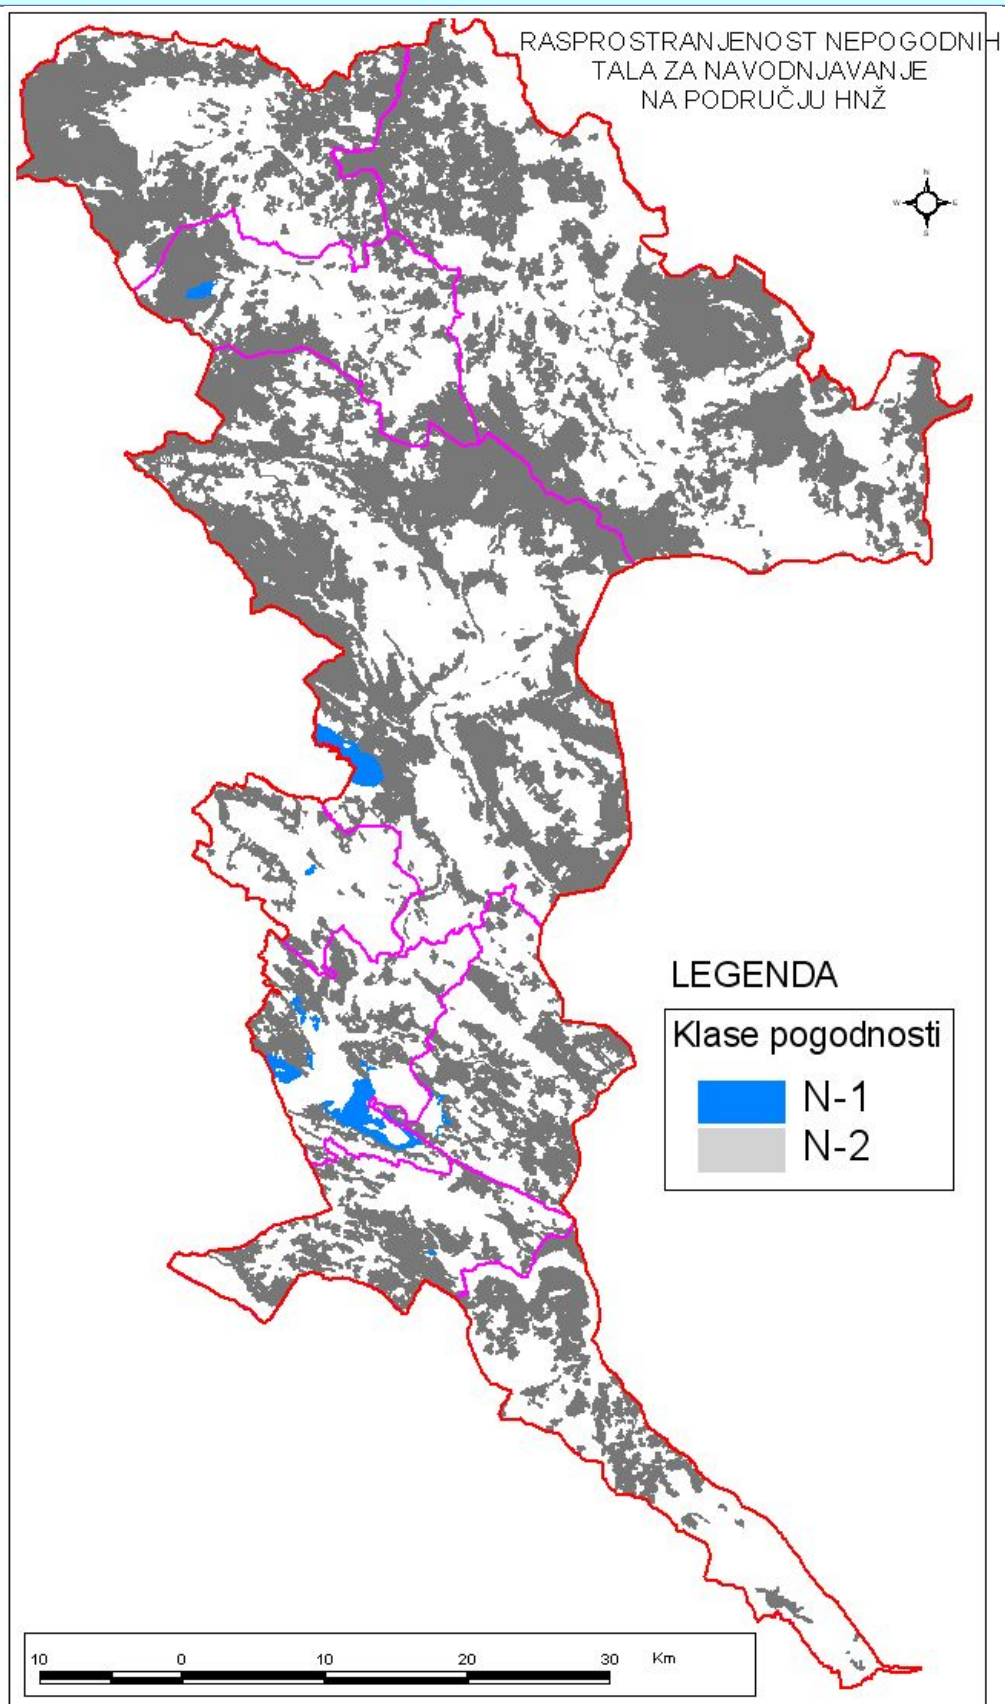 RASPROSTRANJENOST NEPOGODNIH
TALA ZA NAVODNJAVANJE
NA PODRUČJU HNŽ
N
W E
S
LEGENDA
Klase pogodnosti
N-1
N-2
10 0 10 20 30 Km